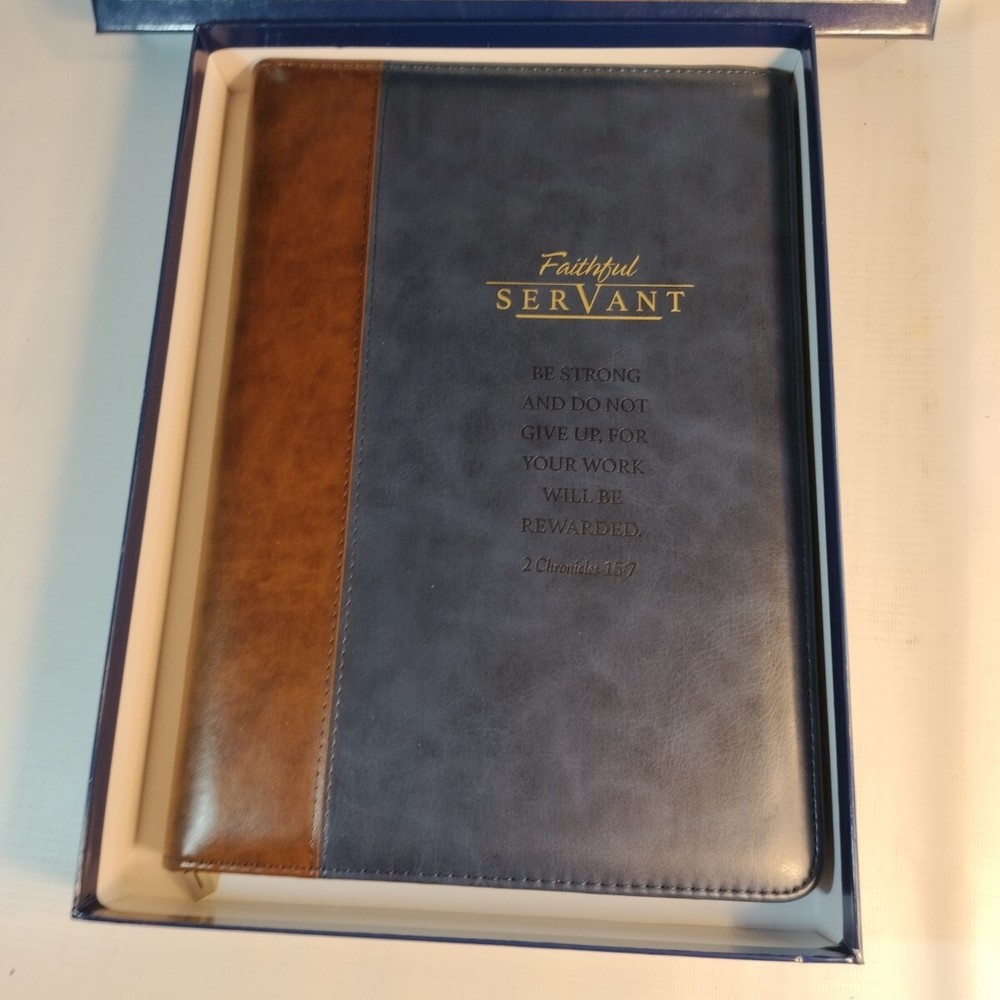 Faithful
SERVANT
BE STRONG
AND DO NOT
GIVE UP, FOR
YOUR WORK
WILL BE
REWARDED.
2 Chronicles 15:7